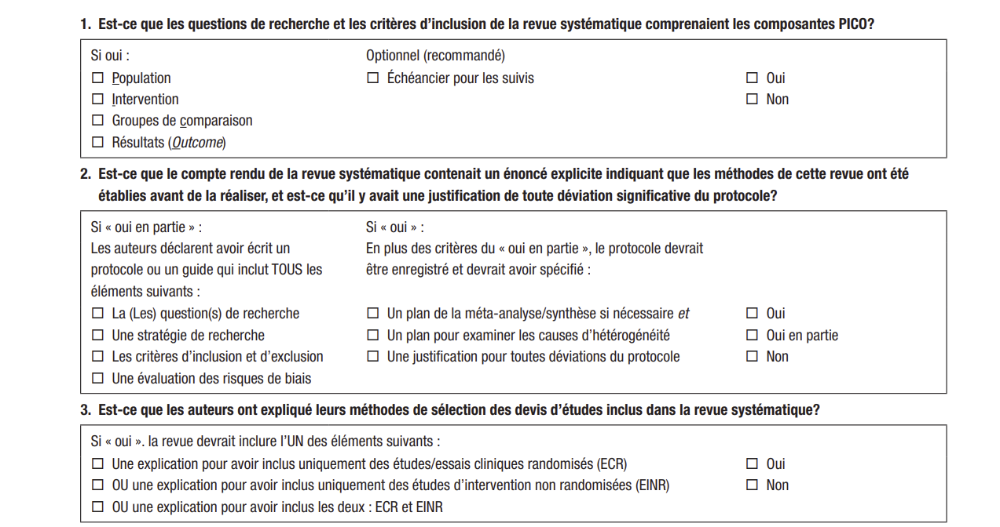 1. Est-ce que les questions de recherche et les critères d’inclusion de la revue systématique comprenaient les composantes PICO?
Si oui :
Optionnel (recommandé)
☐ Population
☐ Échéancier pour les suivis
☐ Oui
☐ Intervention
☐ Non
☐ Groupes de comparaison
☐ Résultats (Outcome)
2. Est-ce que le compte rendu de la revue systématique contenait un énoncé explicite indiquant que les méthodes de cette revue ont été
établies avant de la réaliser, et est-ce qu’il y avait une justification de toute déviation significative du protocole?
Si « oui en partie » :
Les auteurs déclarent avoir écrit un
protocole ou un guide qui inclut TOUS les
éléments suivants :
☐ La (Les) question(s) de recherche
☐ Une stratégie de recherche
☐ Les critères d’inclusion et d’exclusion
☐ Une évaluation des risques de biais
Si « oui » :
En plus des critères du « oui en partie », le protocole devrait
être enregistré et devrait avoir spécifié :
☐ Un plan de la méta-analyse/synthèse si nécessaire et
☐ Un plan pour examiner les causes d’hétérogénéité
☐ Une justification pour toutes déviations du protocole
☐ Oui
☐ Oui en partie
☐ Non
3. Est-ce que les auteurs ont expliqué leurs méthodes de sélection des devis d’études inclus dans la revue systématique?
Si « oui ». la revue devrait inclure l’UN des éléments suivants :
☐ Une explication pour avoir inclus uniquement des études/essais cliniques randomisés (ECR)
☐ OU une explication pour avoir inclus uniquement des études d’intervention non randomisées (EINR)
☐ OU une explication pour avoir inclus les deux : ECR et EINR
☐ Oui
☐ Non